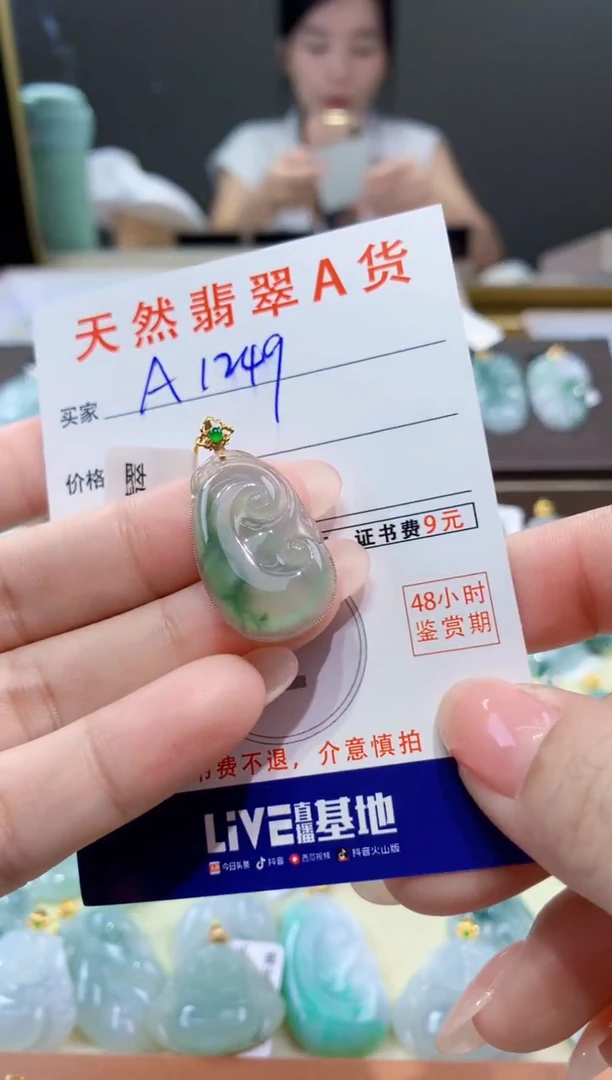 天然翡翠A货
买家 A1249
价格
证书费9元
48小时
鉴赏期
费不退，介意慎拍
LiVE直播基地
今日头条 抖音 西瓜视频 抖音火山版